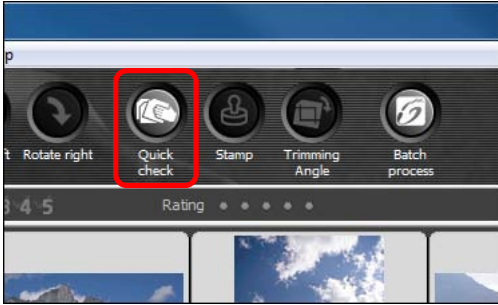 p
ft Rotate right Quick check Stamp Trimming Angle Batch process
3 4 5 Rating